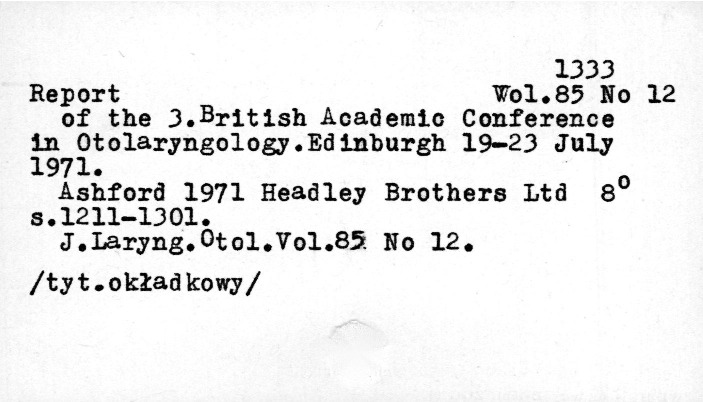 1333
Report Wol.85 No 12
of the 3.British Academic Conference
in Otolaryngology.Edinburgh 19-23 July
1971.
Ashford 1971 Headley Brothers Ltd 8°
s.1211-1301.
J.Laryng.Otol.Vol.85 No 12.
/tyt.okładkowy/